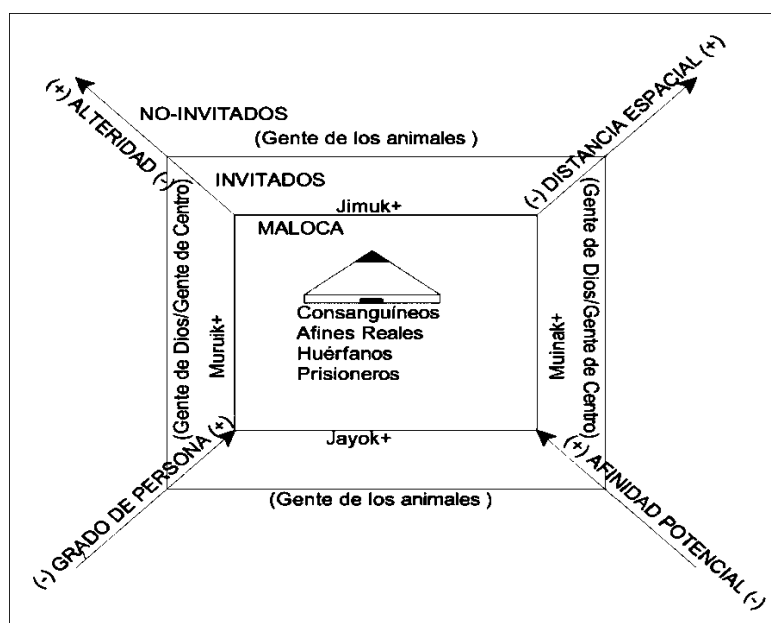 (+) ALTERIDAD (-)
(-) DISTANCIA ESPACIAL (+)
NO-INVITADOS
(Gente de los animales )
INVITADOS
Jimuk+
MALOCA
(Gente de Dios/Gente de Centro)
Muruik+
Consanguíneos
Afines Reales
Huérfanos
Prisioneros
Muinak+
(Gente de Dios/Gente de Centro)
Jayok+
(-) GRADO DE PERSONA (+)
(+) AFINIDAD POTENCIAL (-)
(Gente de los animales )